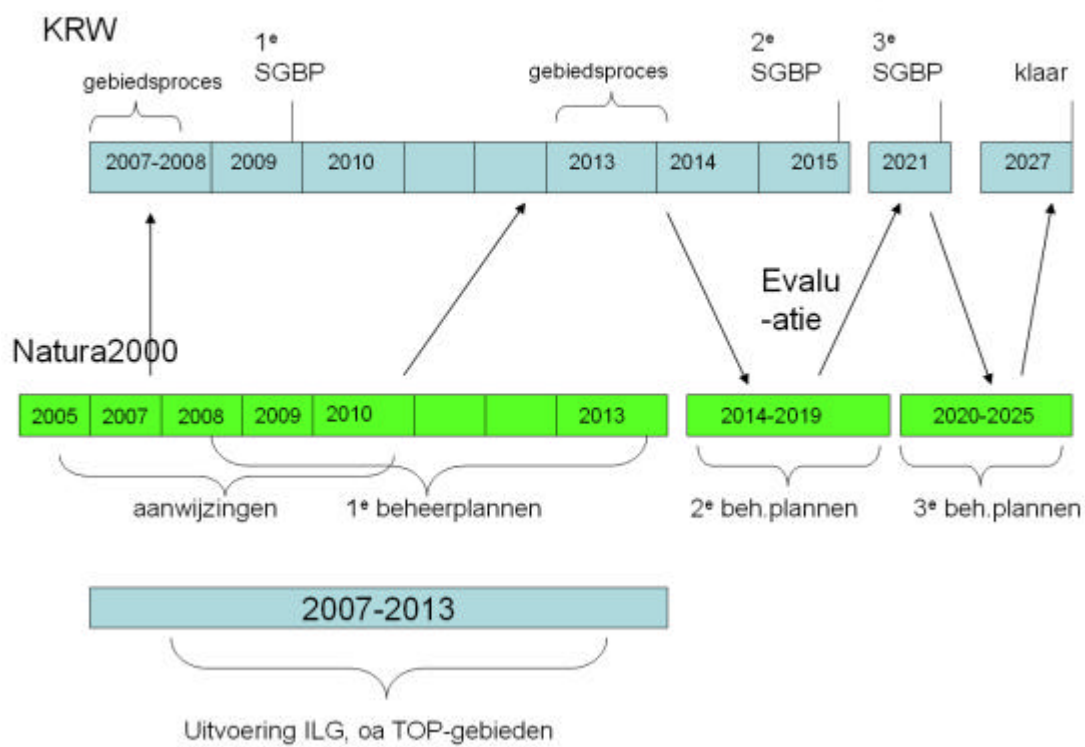 KRW
1e SGBP
2e SGBP
3e SGBP
klaar
gebiedsproces
gebiedsproces
2007-2008 2009 2010 2013 2014 2015 2021 2027
Evalu
-atie
Natura2000
2005 2007 2008 2009 2010 2013 2014-2019 2020-2025
aanwijzingen 1e beheerplannen 2e beh.plannen 3e beh.plannen
2007-2013
Uitvoering ILG, oa TOP-gebieden